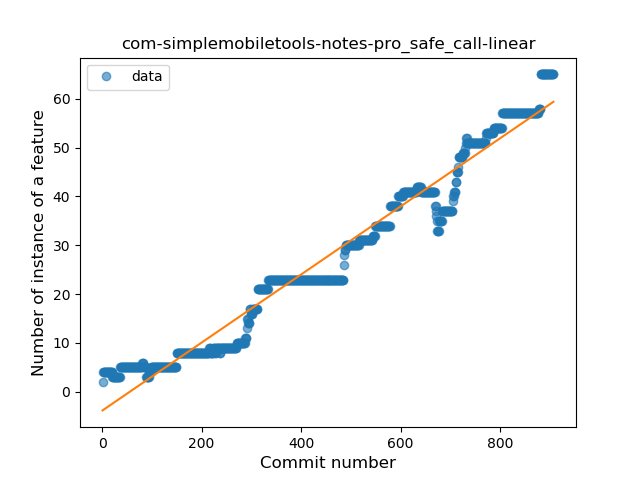 com-simplemobiletools-notes-pro_safe_call-linear
data
Number of instance of a feature
60
50
40
30
20
10
0
0 200 400 600 800
Commit number